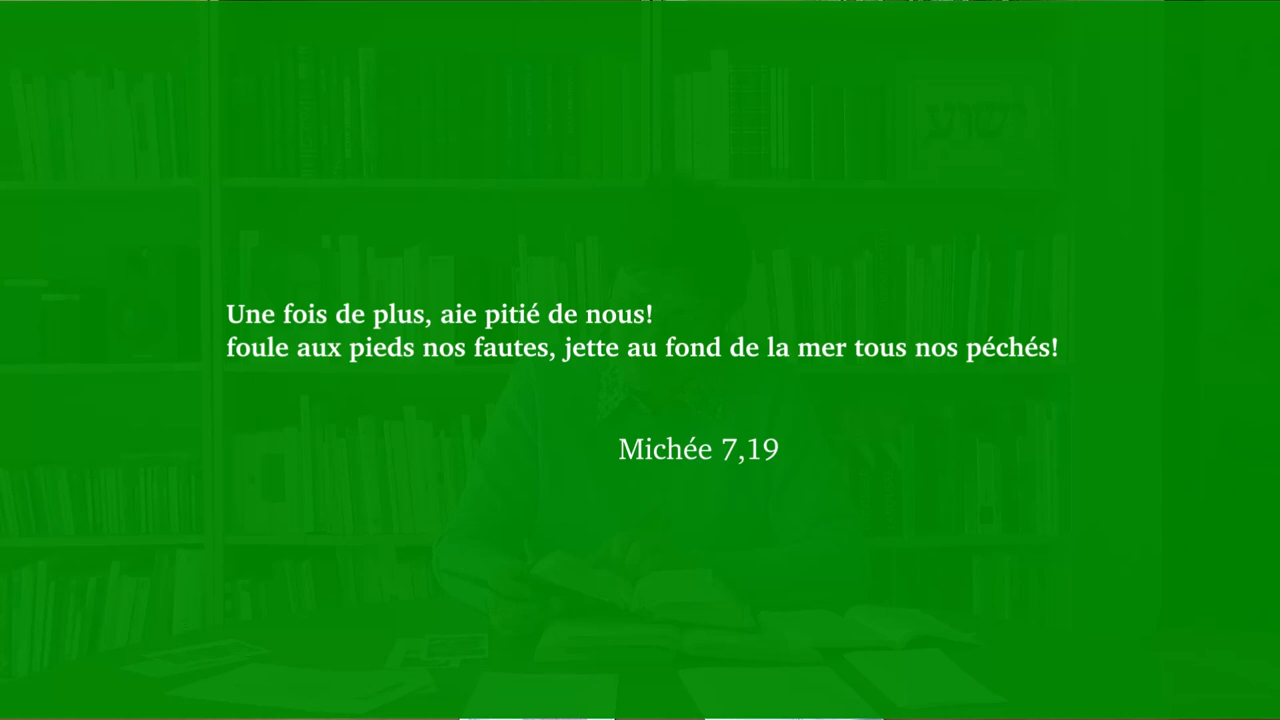 ישוע
Une fois de plus, aie pitié de nous!
foule aux pieds nos fautes, jette au fond de la mer tous nos péchés!
Michée 7,19